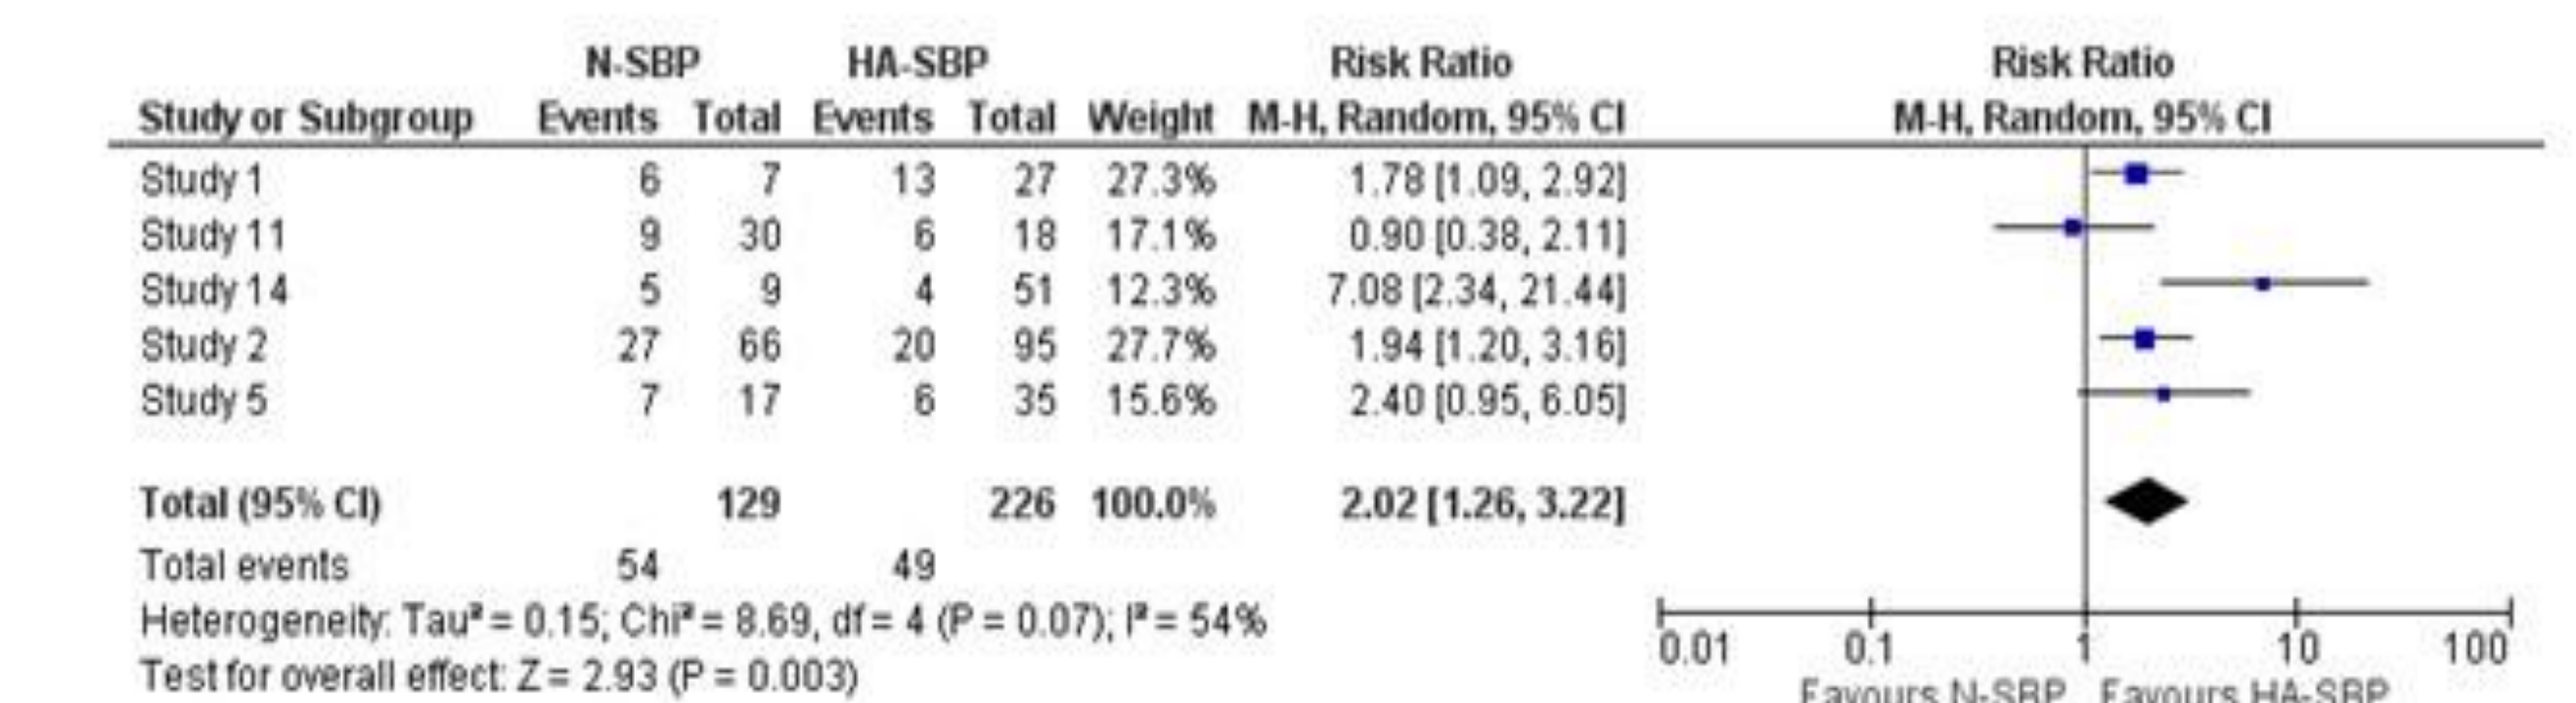 N-SBP HA-SBP Risk Ratio Risk Ratio
Study or Subgroup Events Total Events Total Weight M-H, Random, 95% CI M-H, Random, 95% CI
Study 1 6 7 13 27 27.3% 1.78 [1.09, 2.92]
Study 11 9 30 6 18 17.1% 0.90 [0.38, 2.11]
Study 14 5 9 4 51 12.3% 7.08 [2.34, 21.44]
Study 2 27 66 20 95 27.7% 1.94 [1.20, 3.16]
Study 5 7 17 6 35 15.6% 2.40 [0.95, 6.05]
Total (95% CI) 129 226 100.0% 2.02 [1.26, 3.22]
Total events 54 49
Heterogeneity: Tau² = 0.15; Chi² = 8.69, df = 4 (P = 0.07); I² = 54%
Test for overall effect: Z = 2.93 (P = 0.003)
0.01 0.1 1 10 100
Favours N-SBP Favours HA-SBP